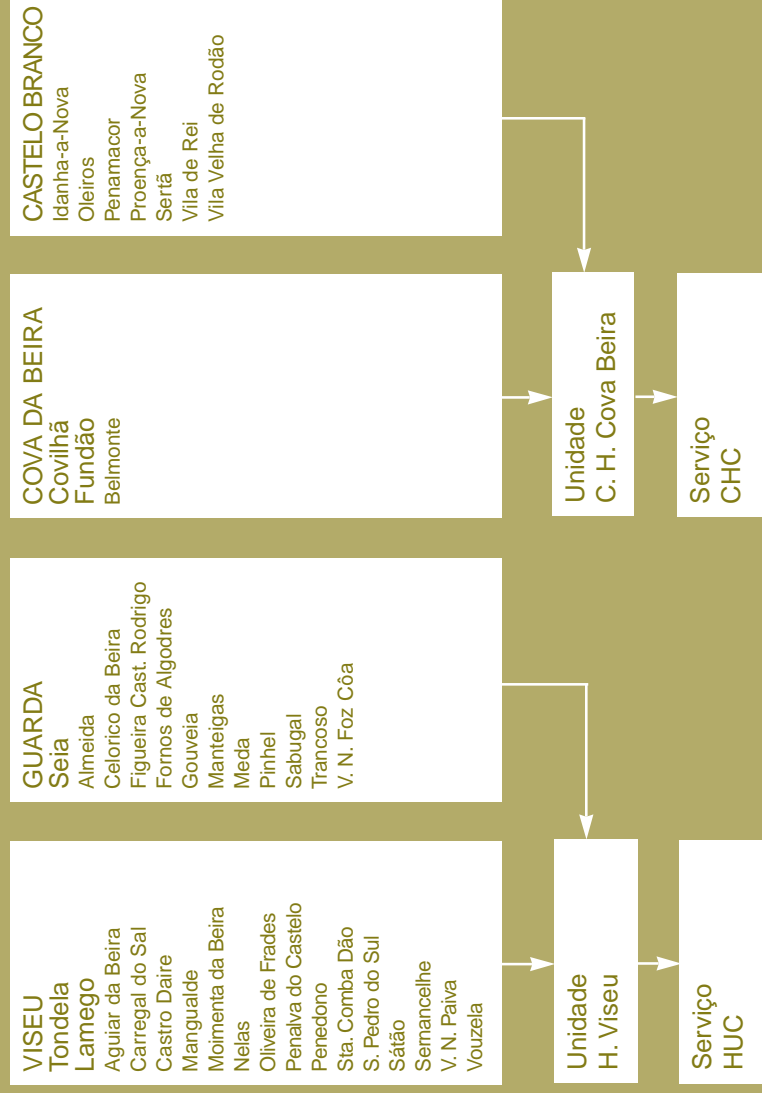 VISEU
Tondela
Lamego
Aguiar da Beira
Carregal do Sal
Castro Daire
Mangualde
Moimenta da Beira
Nelas
Oliveira de Frades
Penalva do Castelo
Penedono
Sta. Comba Dão
S. Pedro do Sul
Sátão
Sernancelhe
V. N. Paiva
Vouzela
GUARDA
Seia
Almeida
Celorico da Beira
Figueira Cast. Rodrigo
Fornos de Algodres
Gouveia
Manteigas
Meda
Pinhel
Sabugal
Trancoso
V. N. Foz Côa
COVA DA BEIRA
Covilhã
Fundão
Belmonte
CASTELO BRANCO
Idanha-a-Nova
Oleiros
Penamacor
Proença-a-Nova
Sertã
Vila de Rei
Vila Velha de Rodão
Unidade
H. Viseu
Unidade
C. H. Cova Beira
Serviço
HUC
Serviço
CHC